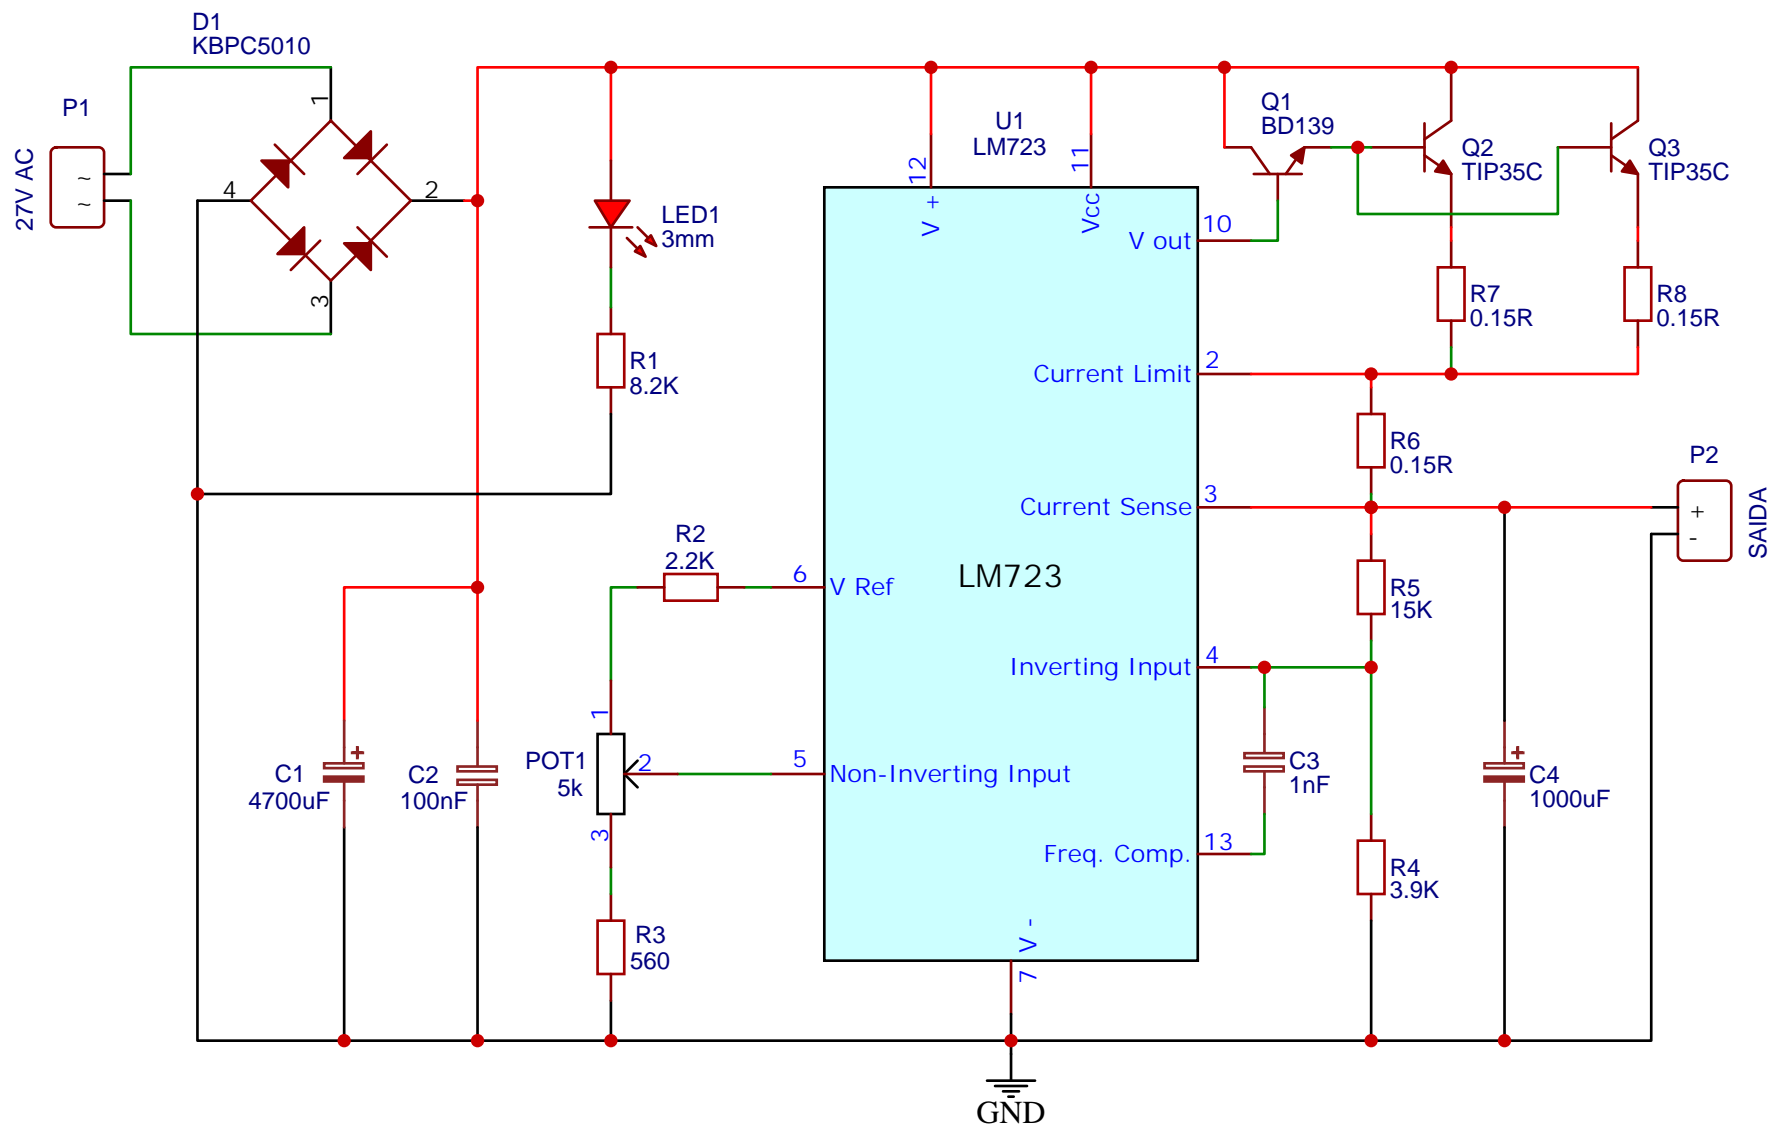 D1
KBPC5010
P1
27V AC
~
~
1
4
2
3
LED1
3mm
R1
8.2K
U1
LM723
12
11
V +
Vcc
10
V out
Q1
BD139
Q2
TIP35C
Q3
TIP35C
R7
0.15R
R8
0.15R
2
Current Limit
R6
0.15R
3
Current Sense
P2
+
-
SAIDA
R2
2.2K
6
V Ref
LM723
R5
15K
4
Inverting Input
1
POT1
5k
2
3
5
Non-Inverting Input
C1
4700uF
+
C2
100nF
C3
1nF
+
C4
1000uF
13
Freq. Comp.
R4
3.9K
R3
560
V -
7
GND